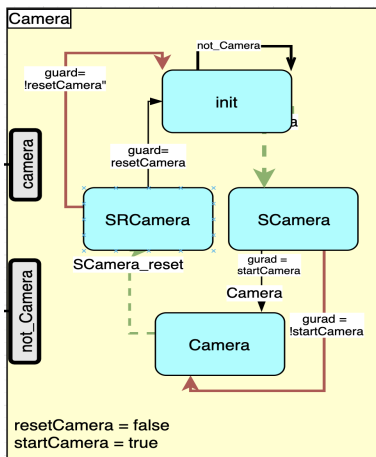 Camera
not_Camera
guard=
!resetCamera"
init
a
guard=
resetCamera
camera
SRCamera
SCamera
SCamera_reset
gurad =
startCamera
Camera
not_Camera
gurad =
!startCamera
Camera
resetCamera = false
startCamera = true